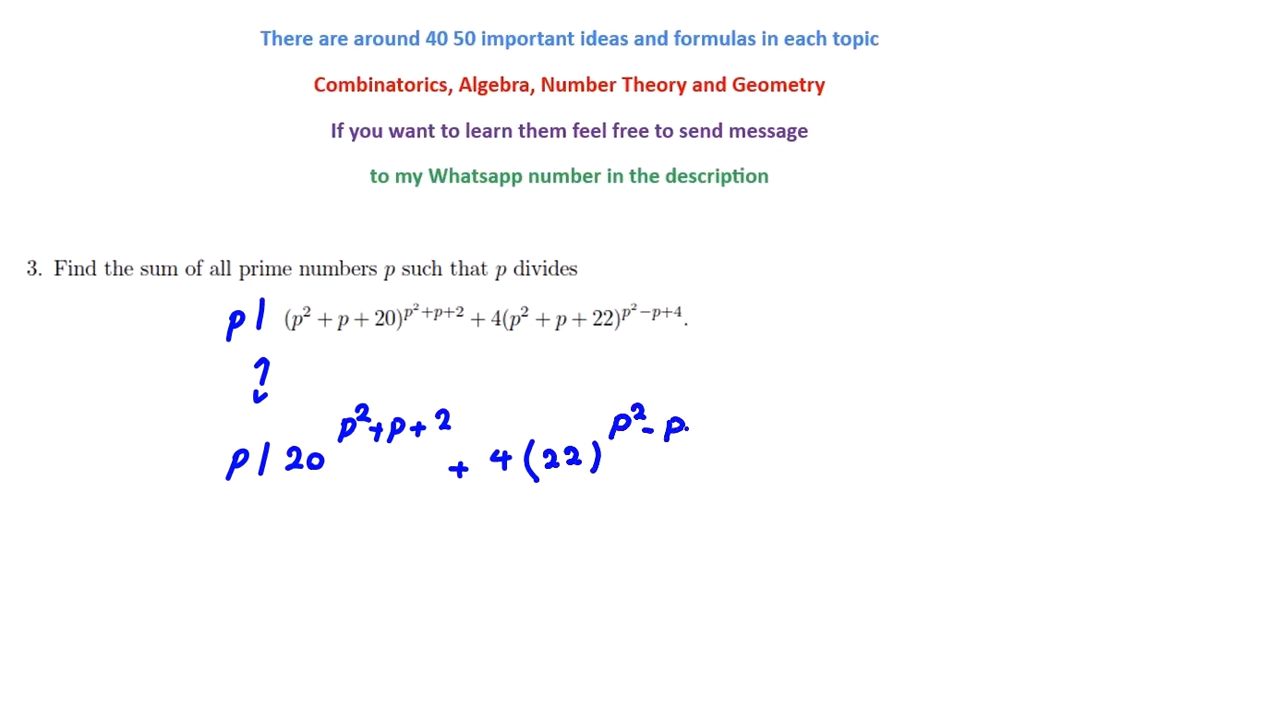 There are around 40 50 important ideas and formulas in each topic
Combinatorics, Algebra, Number Theory and Geometry
If you want to learn them feel free to send message
to my Whatsapp number in the description
3. Find the sum of all prime numbers p such that p divides
p | (p² + p + 20)^{p²+p+2} + 4(p² + p + 22)^{p²−p+4}.
p | 20^{p²+p+2} + 4(22)^{p²-p.}